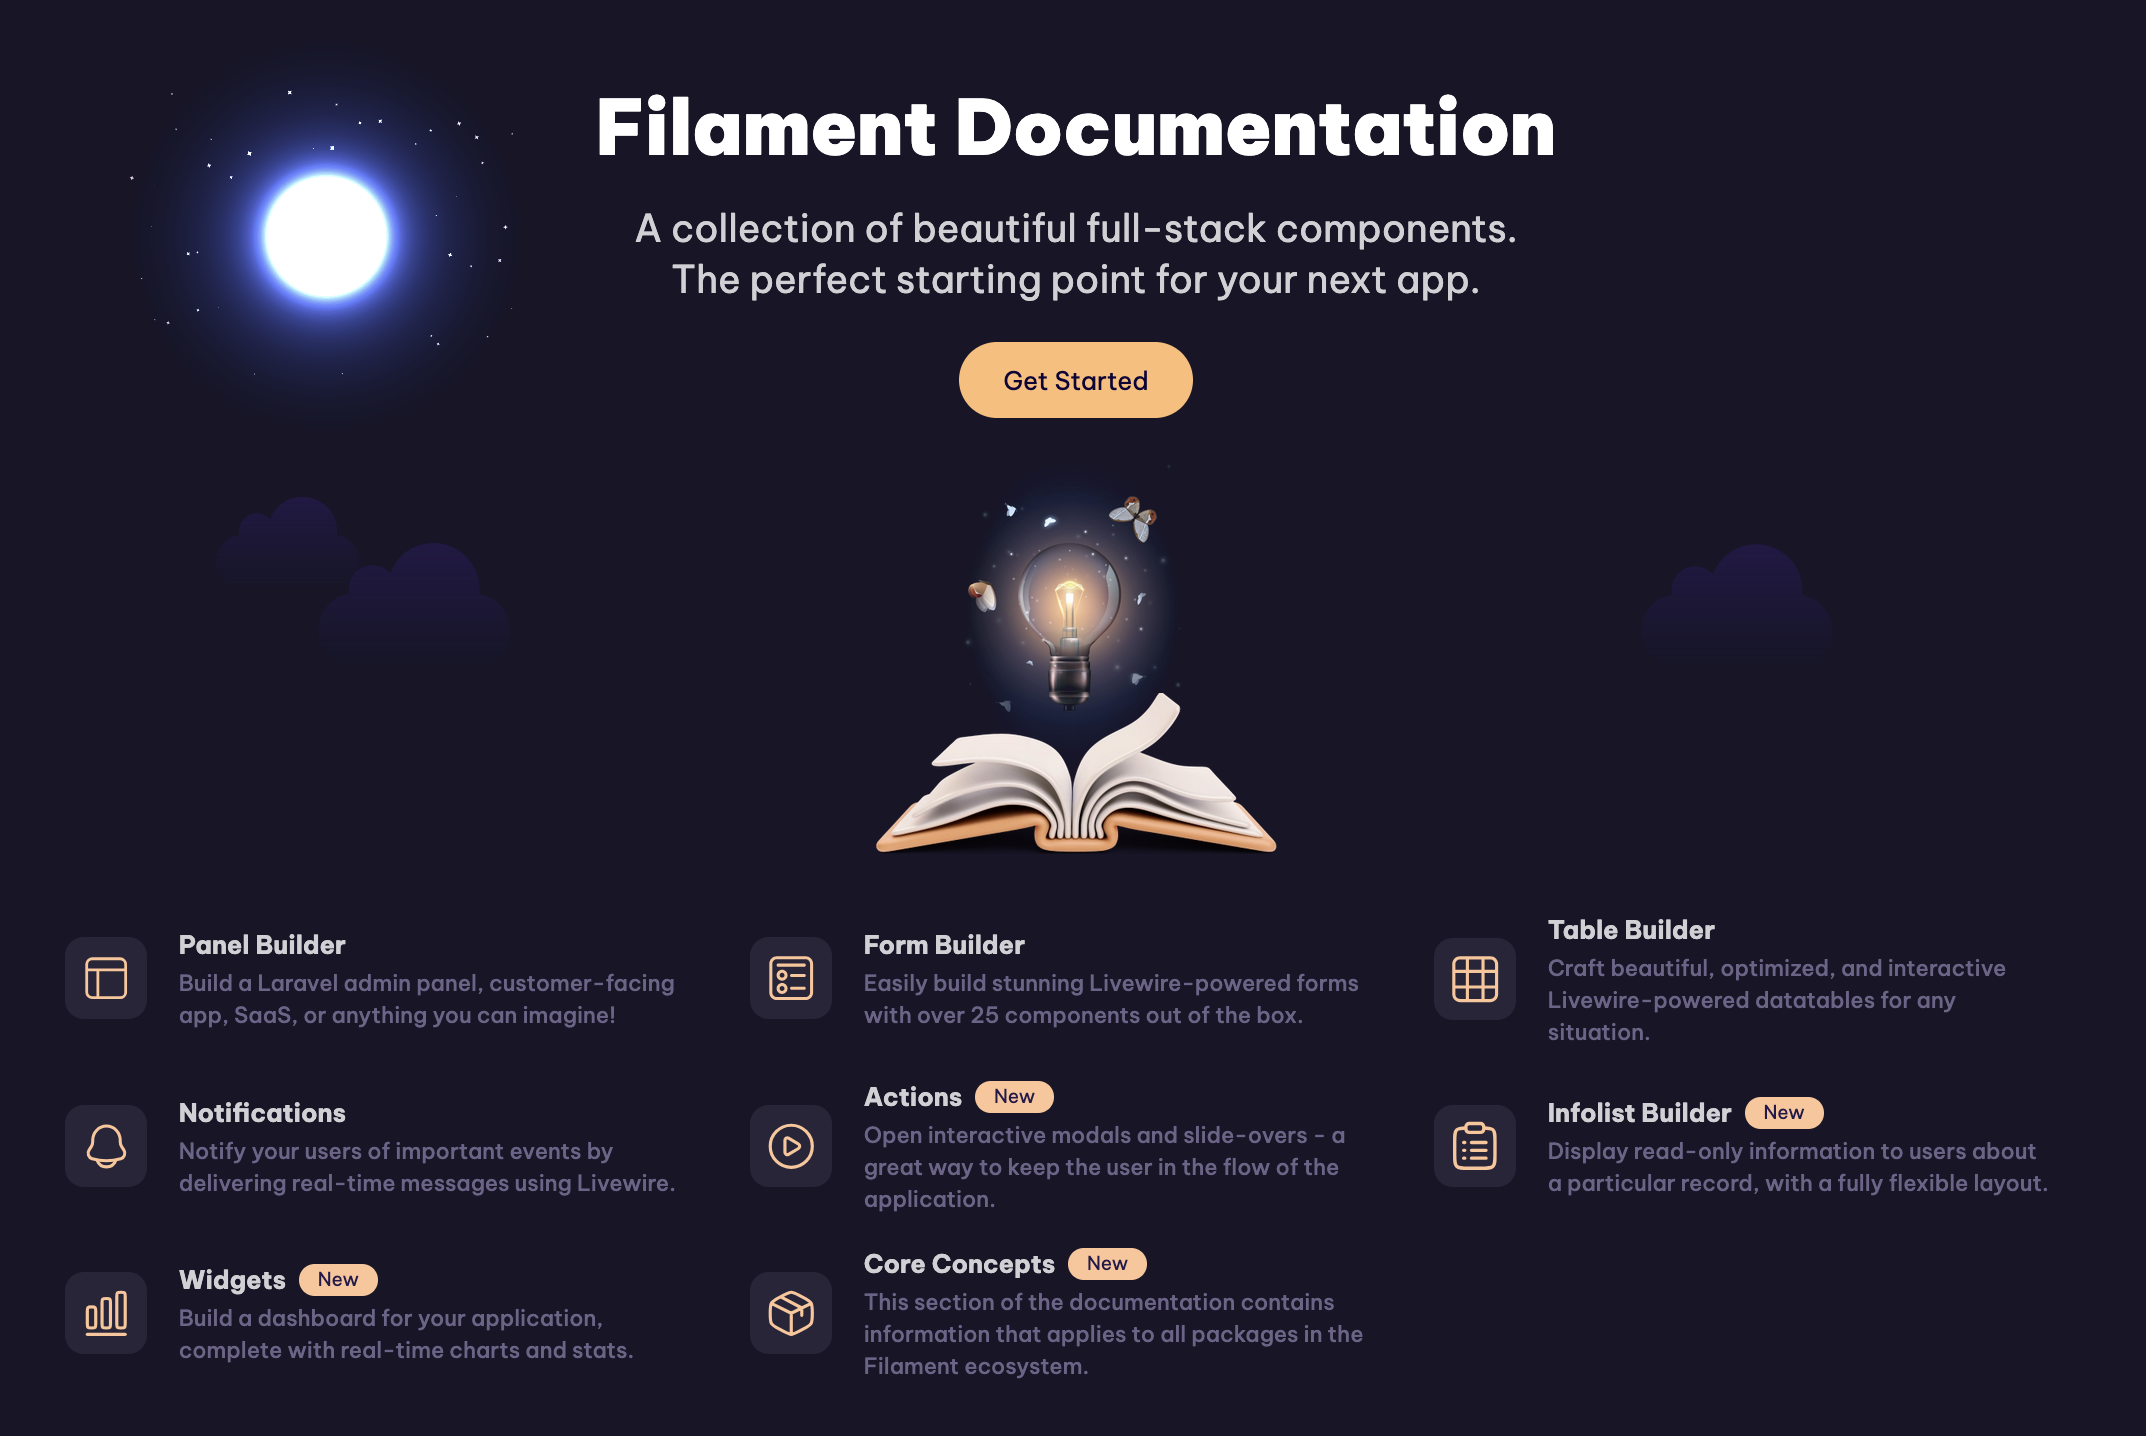 Filament Documentation
A collection of beautiful full-stack components.
The perfect starting point for your next app.
Get Started
Panel Builder
Build a Laravel admin panel, customer-facing
app, SaaS, or anything you can imagine!
Form Builder
Easily build stunning Livewire-powered forms
with over 25 components out of the box.
Table Builder
Craft beautiful, optimized, and interactive
Livewire-powered datatables for any
situation.
Notifications
Notify your users of important events by
delivering real-time messages using Livewire.
Actions New
Open interactive modals and slide-overs - a
great way to keep the user in the flow of the
application.
Infolist Builder New
Display read-only information to users about
a particular record, with a fully flexible layout.
Widgets New
Build a dashboard for your application,
complete with real-time charts and stats.
Core Concepts New
This section of the documentation contains
information that applies to all packages in the
Filament ecosystem.